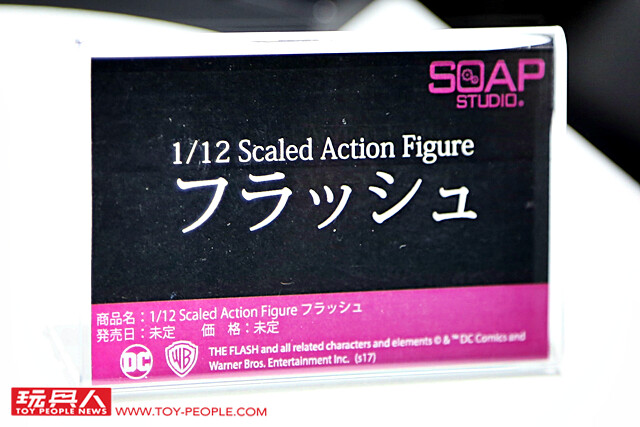 SOAP
STUDIO®
1/12 Scaled Action Figure
フラッシュ
商品名：1/12 Scaled Action Figure フラッシュ
発売日：未定 価 格：未定
DC
WB
THE FLASH and all related characters and elements © & ™ DC Comics and
Warner Bros. Entertainment Inc. (s17)
玩具人
TOY PEOPLE NEWS
WWW.TOY-PEOPLE.COM